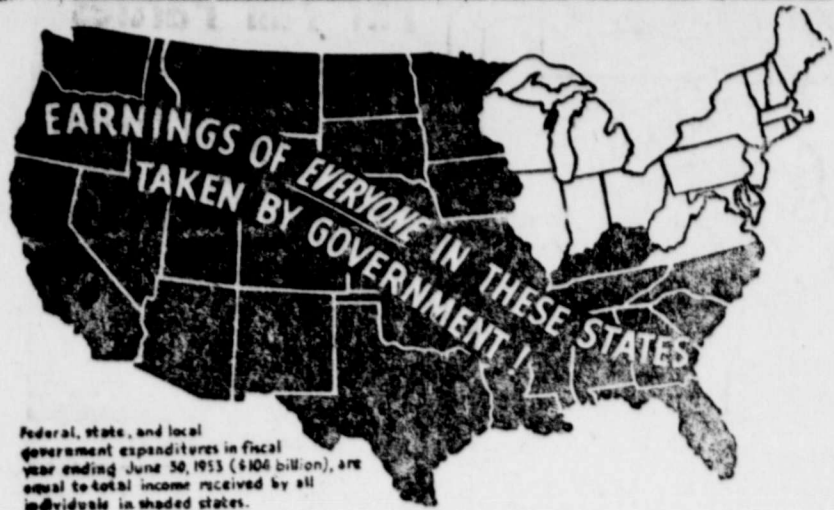 EARNINGS OF EVERYONE IN THESE STATES
TAKEN BY GOVERNMENT!
Federal, state, and local
government expenditures in fiscal
year ending June 30, 1953 ($104 billion), are
equal to total income received by all
individuals in shaded states.